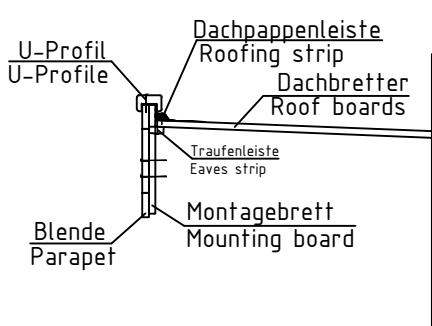 U-Profil
U-Profile
Dachpappenleiste
Roofing strip
Dachbretter
Roof boards
Traufenleiste
Eaves strip
Montagebrett
Mounting board
Blende
Parapet